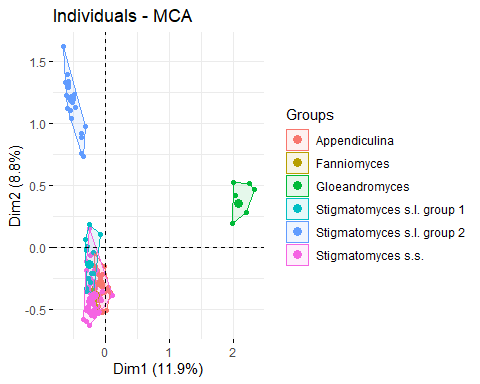 Individuals - MCA
1.5
1.0
0.5
0.0
-0.5
Dim2 (8.8%)
0
1
2
Dim1 (11.9%)
Groups
Appendiculina
Fanniomyces
Gloeandromyces
Stigmatomyces s.l. group 1
Stigmatomyces s.l. group 2
Stigmatomyces s.s.